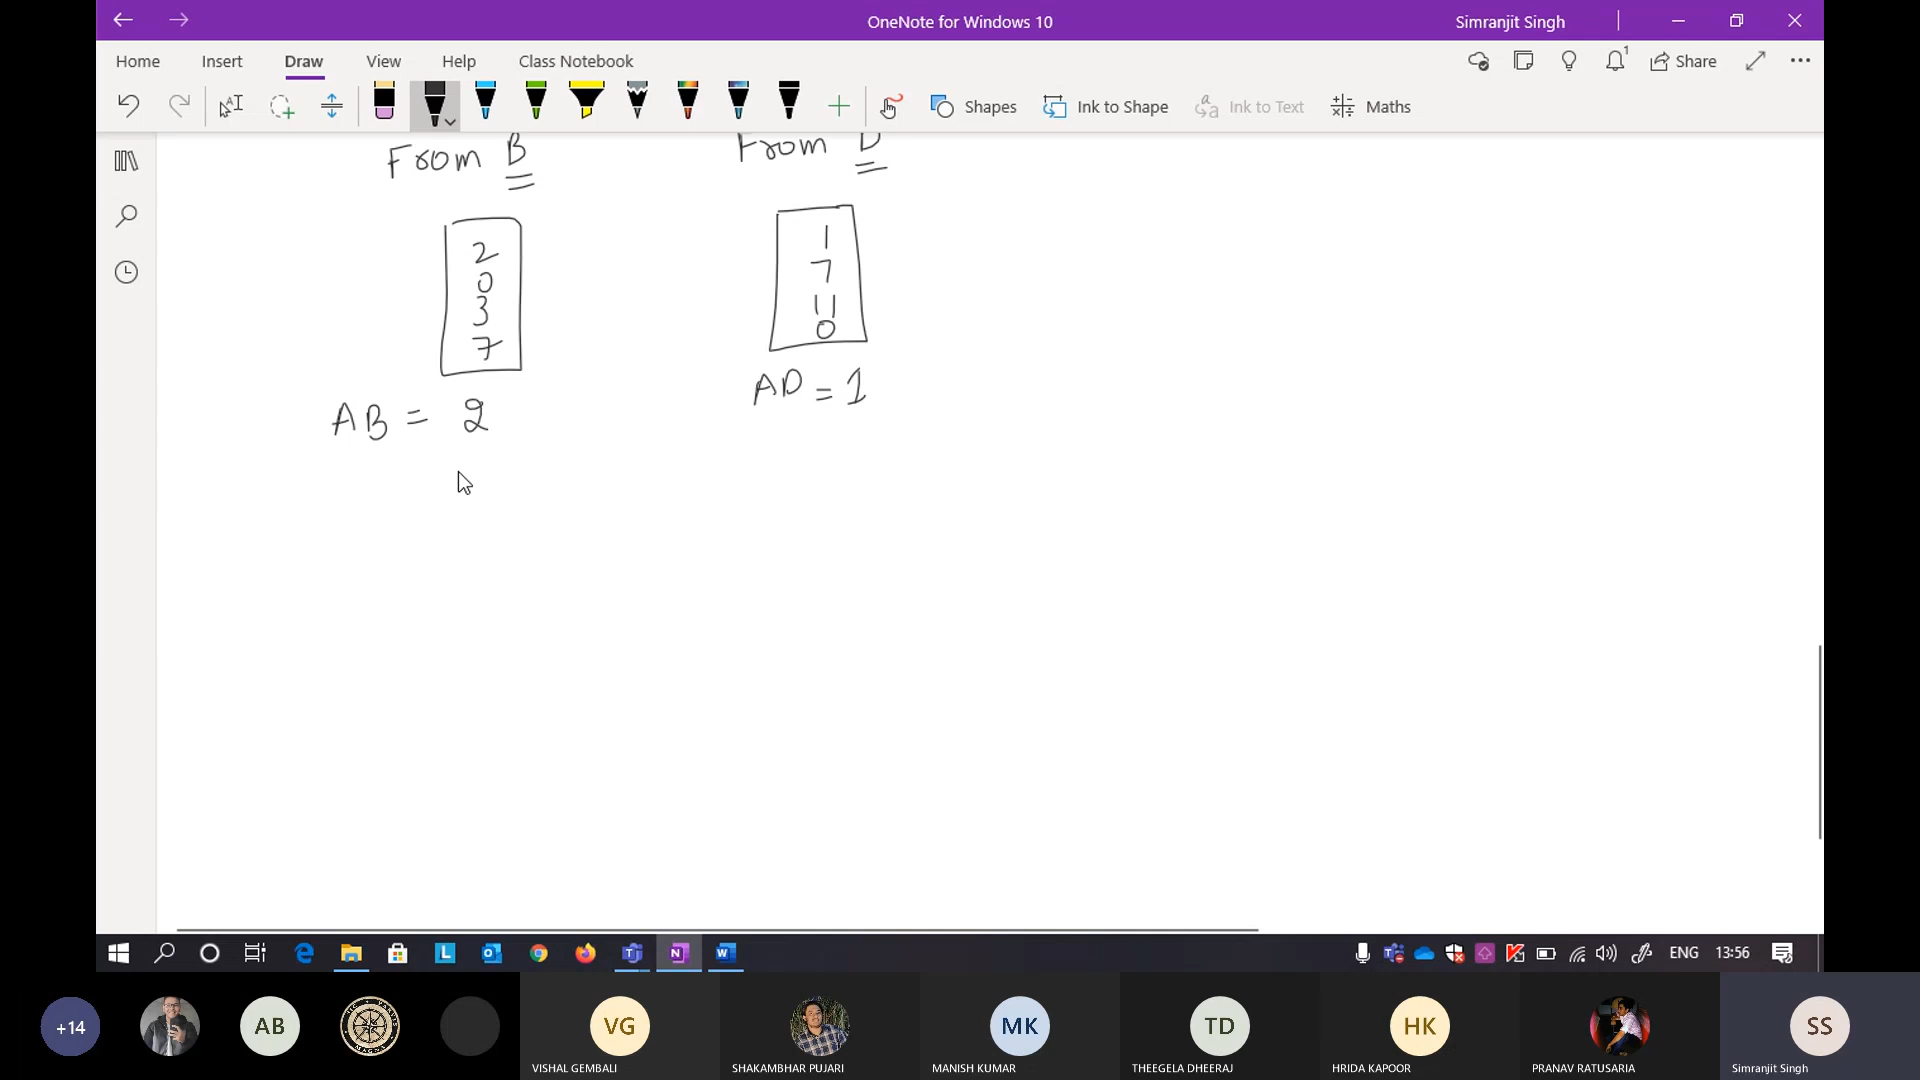 OneNote for Windows 10
Simranjit Singh
Home Insert Draw View Help Class Notebook
1
Share
Shapes Ink to Shape Ink to Text Maths
From B
From D
2
0
3
7
1
7
11
0
AB = 2
AD = 1
ENG 13:56
+14
AB
VG
MK
TD
HK
SS
VISHAL GEMBALI
SHAKAMBHAR PUJARI
MANISH KUMAR
THEEGELA DHEERAJ
HRIDA KAPOOR
PRANAV RATUSARIA
Simranjit Singh